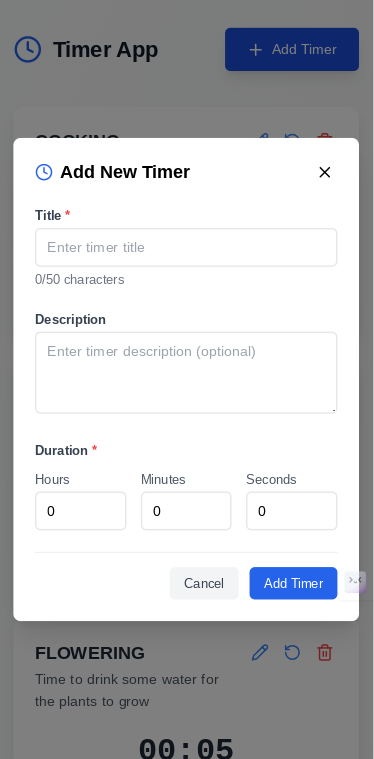 Timer App
+ Add Timer
COOKING
Add New Timer
Title *
Enter timer title
0/50 characters
Description
Enter timer description (optional)
Duration *
Hours Minutes Seconds
0 0 0
Cancel Add Timer
FLOWERING
Time to drink some water for
the plants to grow
00:05